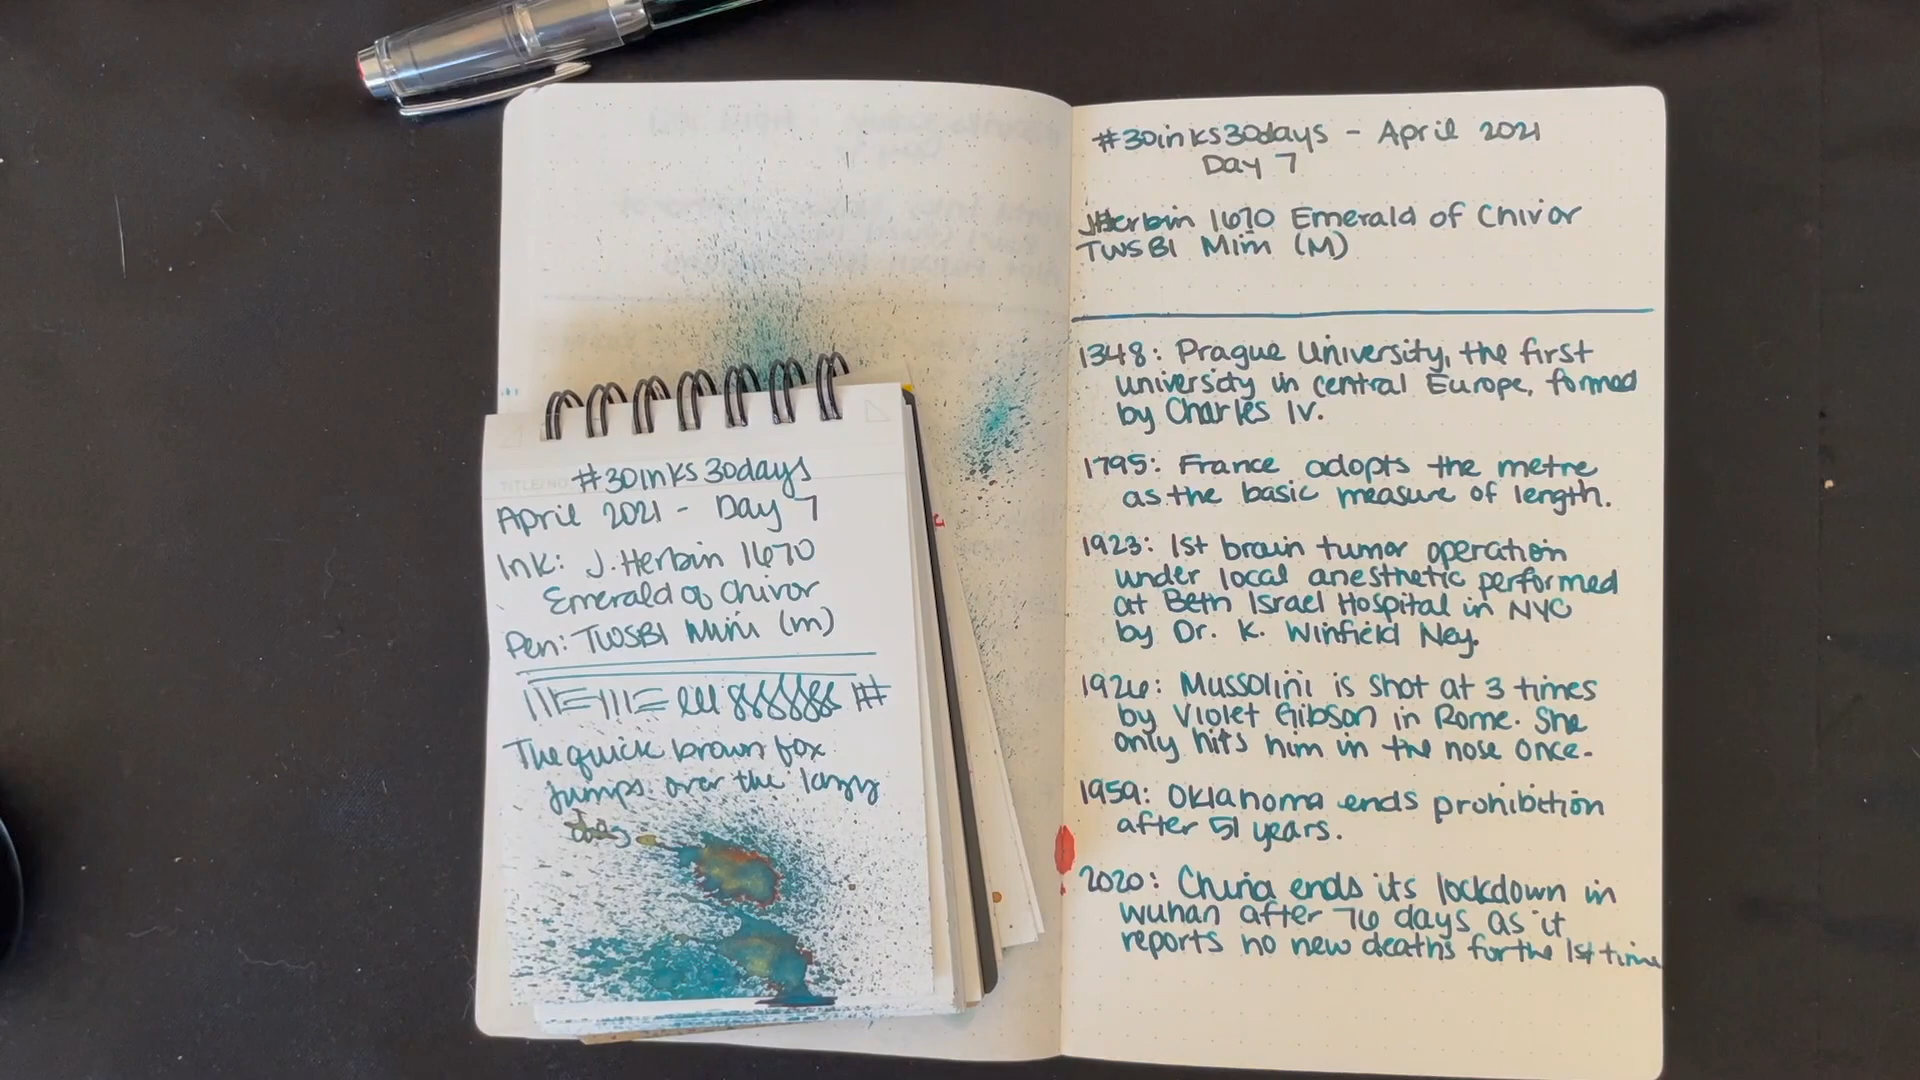 #30inks30days
April 2021 - Day 7
Ink: J. Herbin 1670
Emerald of Chivor
Pen: TWSBI Mini (m)
The quick brown fox
jumps over the lazy
dog
#30inks30days - April 2021
Day 7
J Herbin 1670 Emerald of Chivor
TWSBI Mini (M)
1348: Prague University, the first
university in central Europe, formed
by Charles IV.
1795: France adopts the metre
as the basic measure of length.
1923: 1st brain tumor operation
under local anesthetic performed
at Beth Israel Hospital in NYC
by Dr. K. Winfield Ney.
1926: Mussolini is shot at 3 times
by Violet Gibson in Rome. She
only hits him in the nose once.
1959: Oklahoma ends prohibition
after 51 years.
2020: China ends its lockdown in
Wuhan after 76 days as it
reports no new deaths for the 1st time